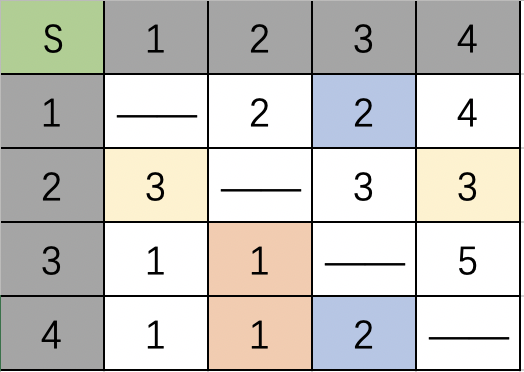 S 1 2 3 4
1 — 2 2 4
2 3 — 3 3
3 1 1 — 5
4 1 1 2 —